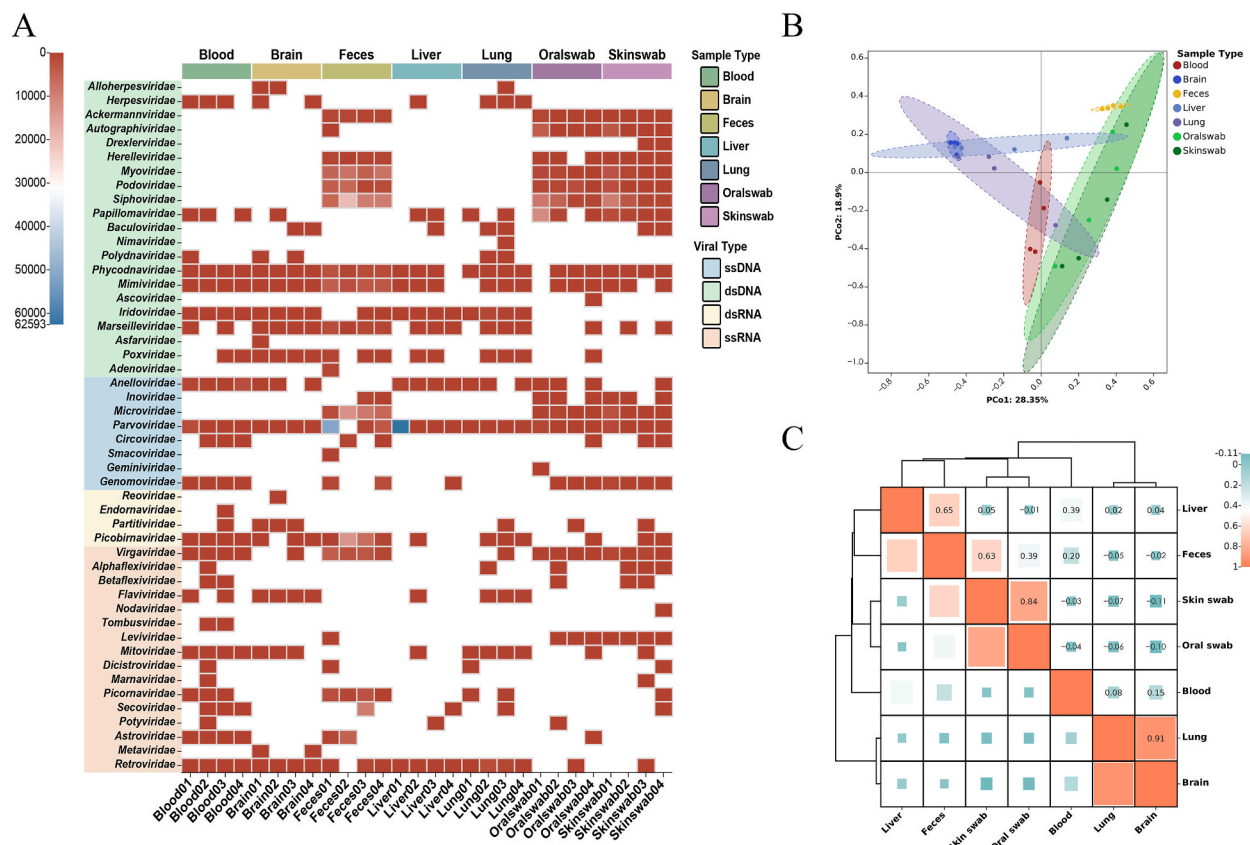 A
0
10000
20000
30000
40000
50000
60000
62593
Blood Brain Feces Liver Lung Oralswab Skinswab
Alloherpesviridae
Herpesviridae
Ackermannviridae
Autographiviridae
Drexlerviridae
Herelleviridae
Myoviridae
Podoviridae
Siphoviridae
Papillomaviridae
Baculoviridae
Nimaviridae
Polydnaviridae
Phycodnaviridae
Mimiviridae
Ascoviridae
Iridoviridae
Marseilleviridae
Asfarviridae
Poxviridae
Adenoviridae
Anelloviridae
Inoviridae
Microviridae
Parvoviridae
Circoviridae
Smacoviridae
Geminiviridae
Genomoviridae
Reoviridae
Endornaviridae
Partitiviridae
Picobirnaviridae
Virgaviridae
Alphaflexiviridae
Betaflexiviridae
Flaviviridae
Nodaviridae
Tombusviridae
Leviviridae
Mitoviridae
Dicistroviridae
Marnaviridae
Picornaviridae
Secoviridae
Potyviridae
Astroviridae
Metaviridae
Retroviridae
Blood01 Blood02 Blood03 Blood04 Brain01 Brain02 Brain03 Brain04 Feces01 Feces02 Feces03 Feces04 Liver01 Liver02 Liver03 Liver04 Lung01 Lung02 Lung03 Lung04 Oralswab01 Oralswab02 Oralswab03 Oralswab04 Skinswab01 Skinswab02 Skinswab03 Skinswab04
Sample Type
Blood
Brain
Feces
Liver
Lung
Oralswab
Skinswab
Viral Type
ssDNA
dsDNA
dsRNA
ssRNA
B
0.6
0.4
0.2
0.0
−0.2
−0.4
−0.6
−0.8
−1.0
PCo2: 18.9%
−0.8 −0.6 −0.4 −0.2 0.0 0.2 0.4 0.6
PCo1: 28.35%
Sample Type
Blood
Brain
Feces
Liver
Lung
Oralswab
Skinswab
C
-0.11
0
0.2
0.4
0.6
0.8
1
0.65 0.05 −0.01 0.39 0.02 0.04 Liver
0.63 0.39 0.20 −0.05 −0.02 Feces
0.84 −0.03 −0.07 −0.11 Skin swab
−0.04 −0.06 −0.10 Oral swab
0.08 0.15 Blood
0.91 Lung
Brain
Liver Feces Skin swab Oral swab Blood Lung Brain